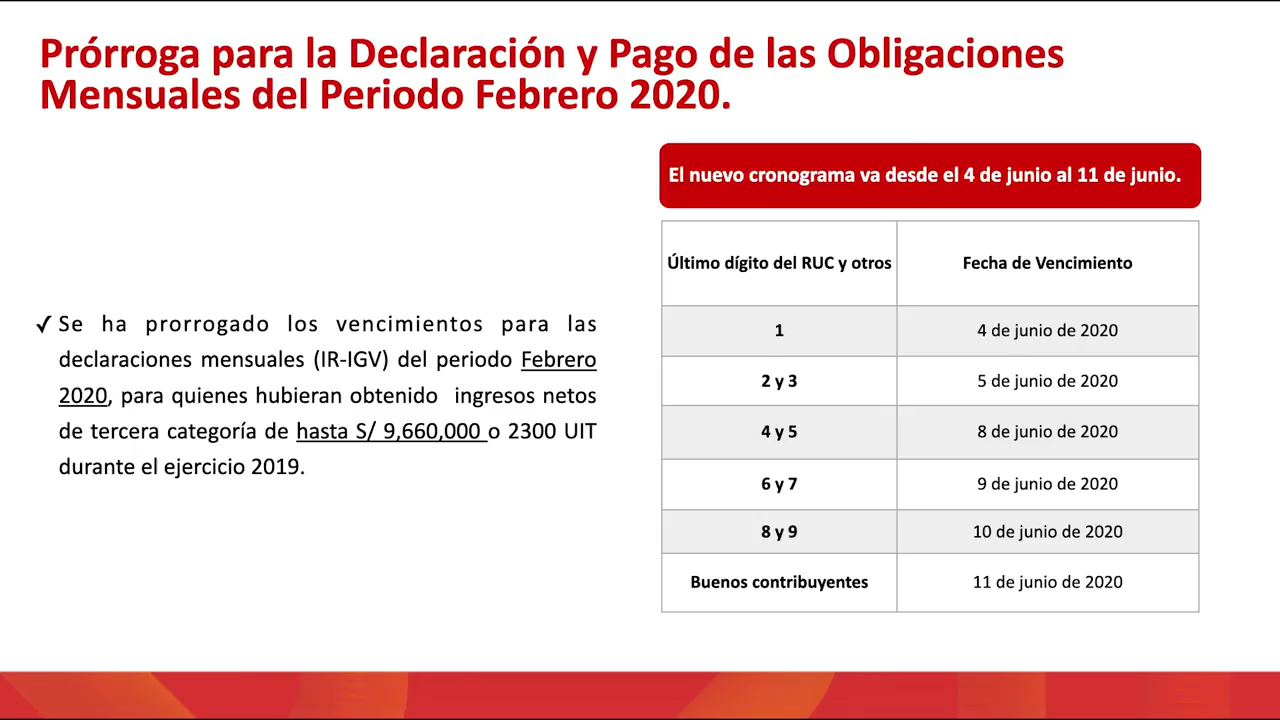 Prórroga para la Declaración y Pago de las Obligaciones
Mensuales del Periodo Febrero 2020.
✓ Se ha prorrogado los vencimientos para las
declaraciones mensuales (IR-IGV) del periodo Febrero
2020, para quienes hubieran obtenido ingresos netos
de tercera categoría de hasta S/ 9,660,000 o 2300 UIT
durante el ejercicio 2019.
El nuevo cronograma va desde el 4 de junio al 11 de junio.
Último dígito del RUC y otros Fecha de Vencimiento
1 4 de junio de 2020
2 y 3 5 de junio de 2020
4 y 5 8 de junio de 2020
6 y 7 9 de junio de 2020
8 y 9 10 de junio de 2020
Buenos contribuyentes 11 de junio de 2020